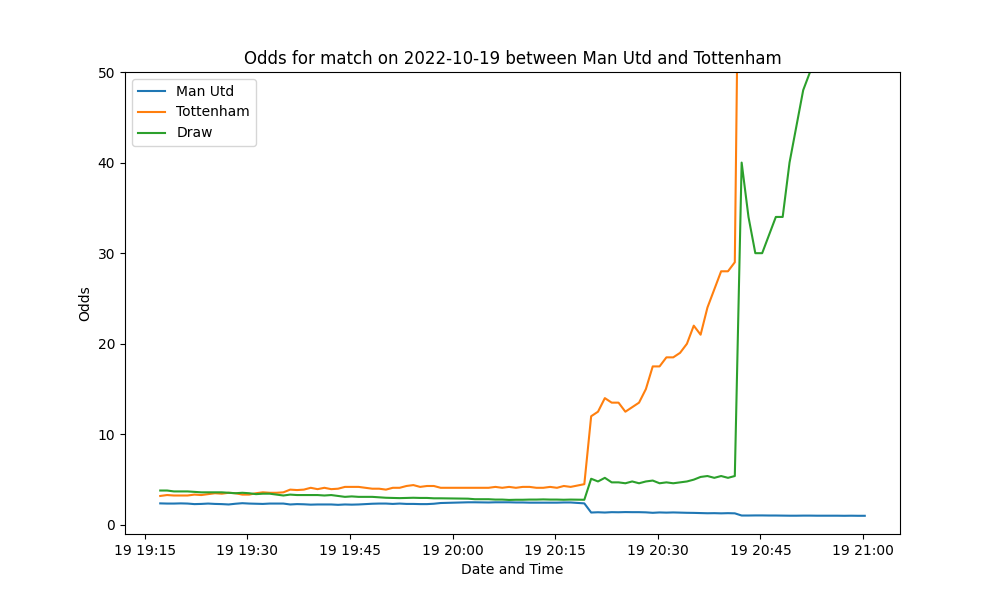 Odds for match on 2022-10-19 between Man Utd and Tottenham
Man Utd
Tottenham
Draw
Odds
50
40
30
20
10
0
19 19:15 19 19:30 19 19:45 19 20:00 19 20:15 19 20:30 19 20:45 19 21:00
Date and Time